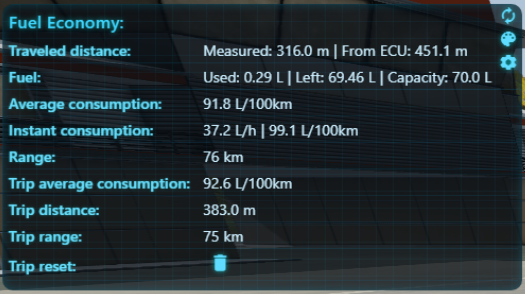 Fuel Economy:
Traveled distance: Measured: 316.0 m | From ECU: 451.1 m
Fuel: Used: 0.29 L | Left: 69.46 L | Capacity: 70.0 L
Average consumption: 91.8 L/100km
Instant consumption: 37.2 L/h | 99.1 L/100km
Range: 76 km
Trip average consumption: 92.6 L/100km
Trip distance: 383.0 m
Trip range: 75 km
Trip reset: